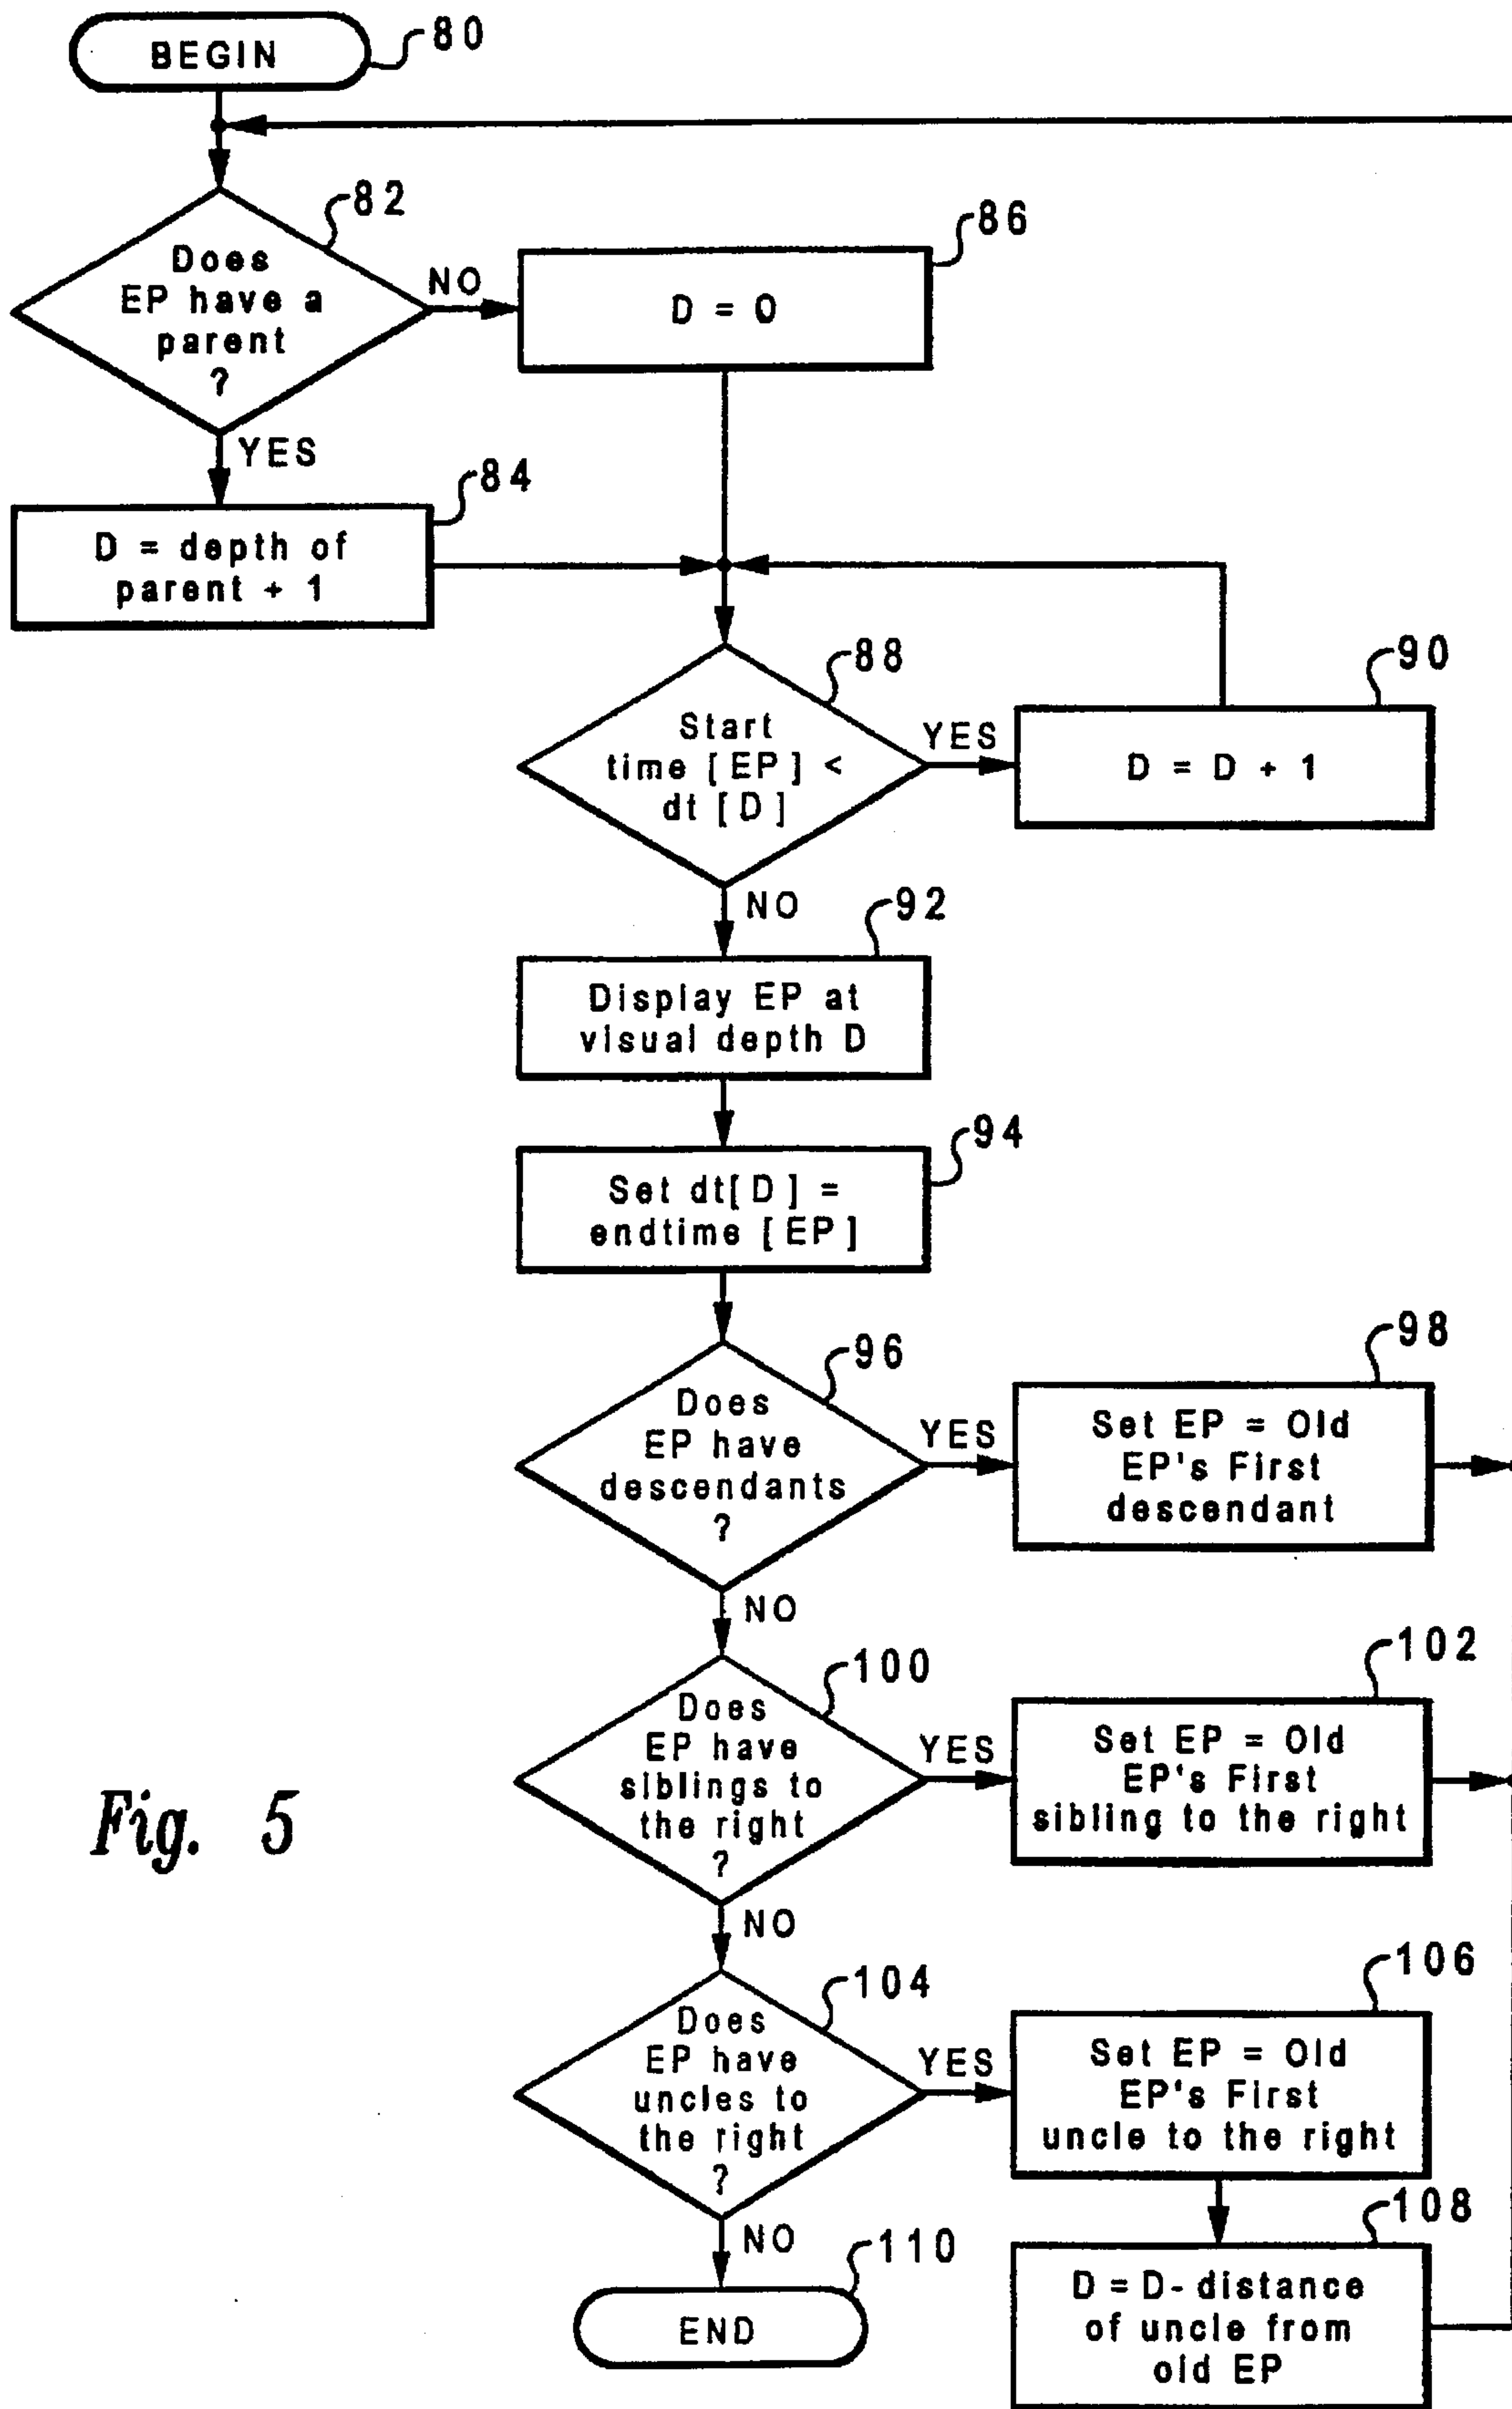 BEGIN
80
82
Does
EP have a
parent
?
NO
86
D = 0
YES
84
D = depth of
parent + 1
88
Start
time [ EP ] <
dt [ D ]
YES
90
D = D + 1
NO
92
Display EP at
visual depth D
94
Set dt[ D ] =
endtime [ EP ]
96
Does
EP have
descendants
?
YES
98
Set EP = Old
EP's First
descendant
NO
100
Does
EP have
siblings to
the right
?
YES
102
Set EP = Old
EP's First
sibling to the right
NO
104
Does
EP have
uncles to
the right
?
YES
106
Set EP = Old
EP's First
uncle to the right
108
D = D - distance
of uncle from
old EP
NO
110
END
Fig. 5